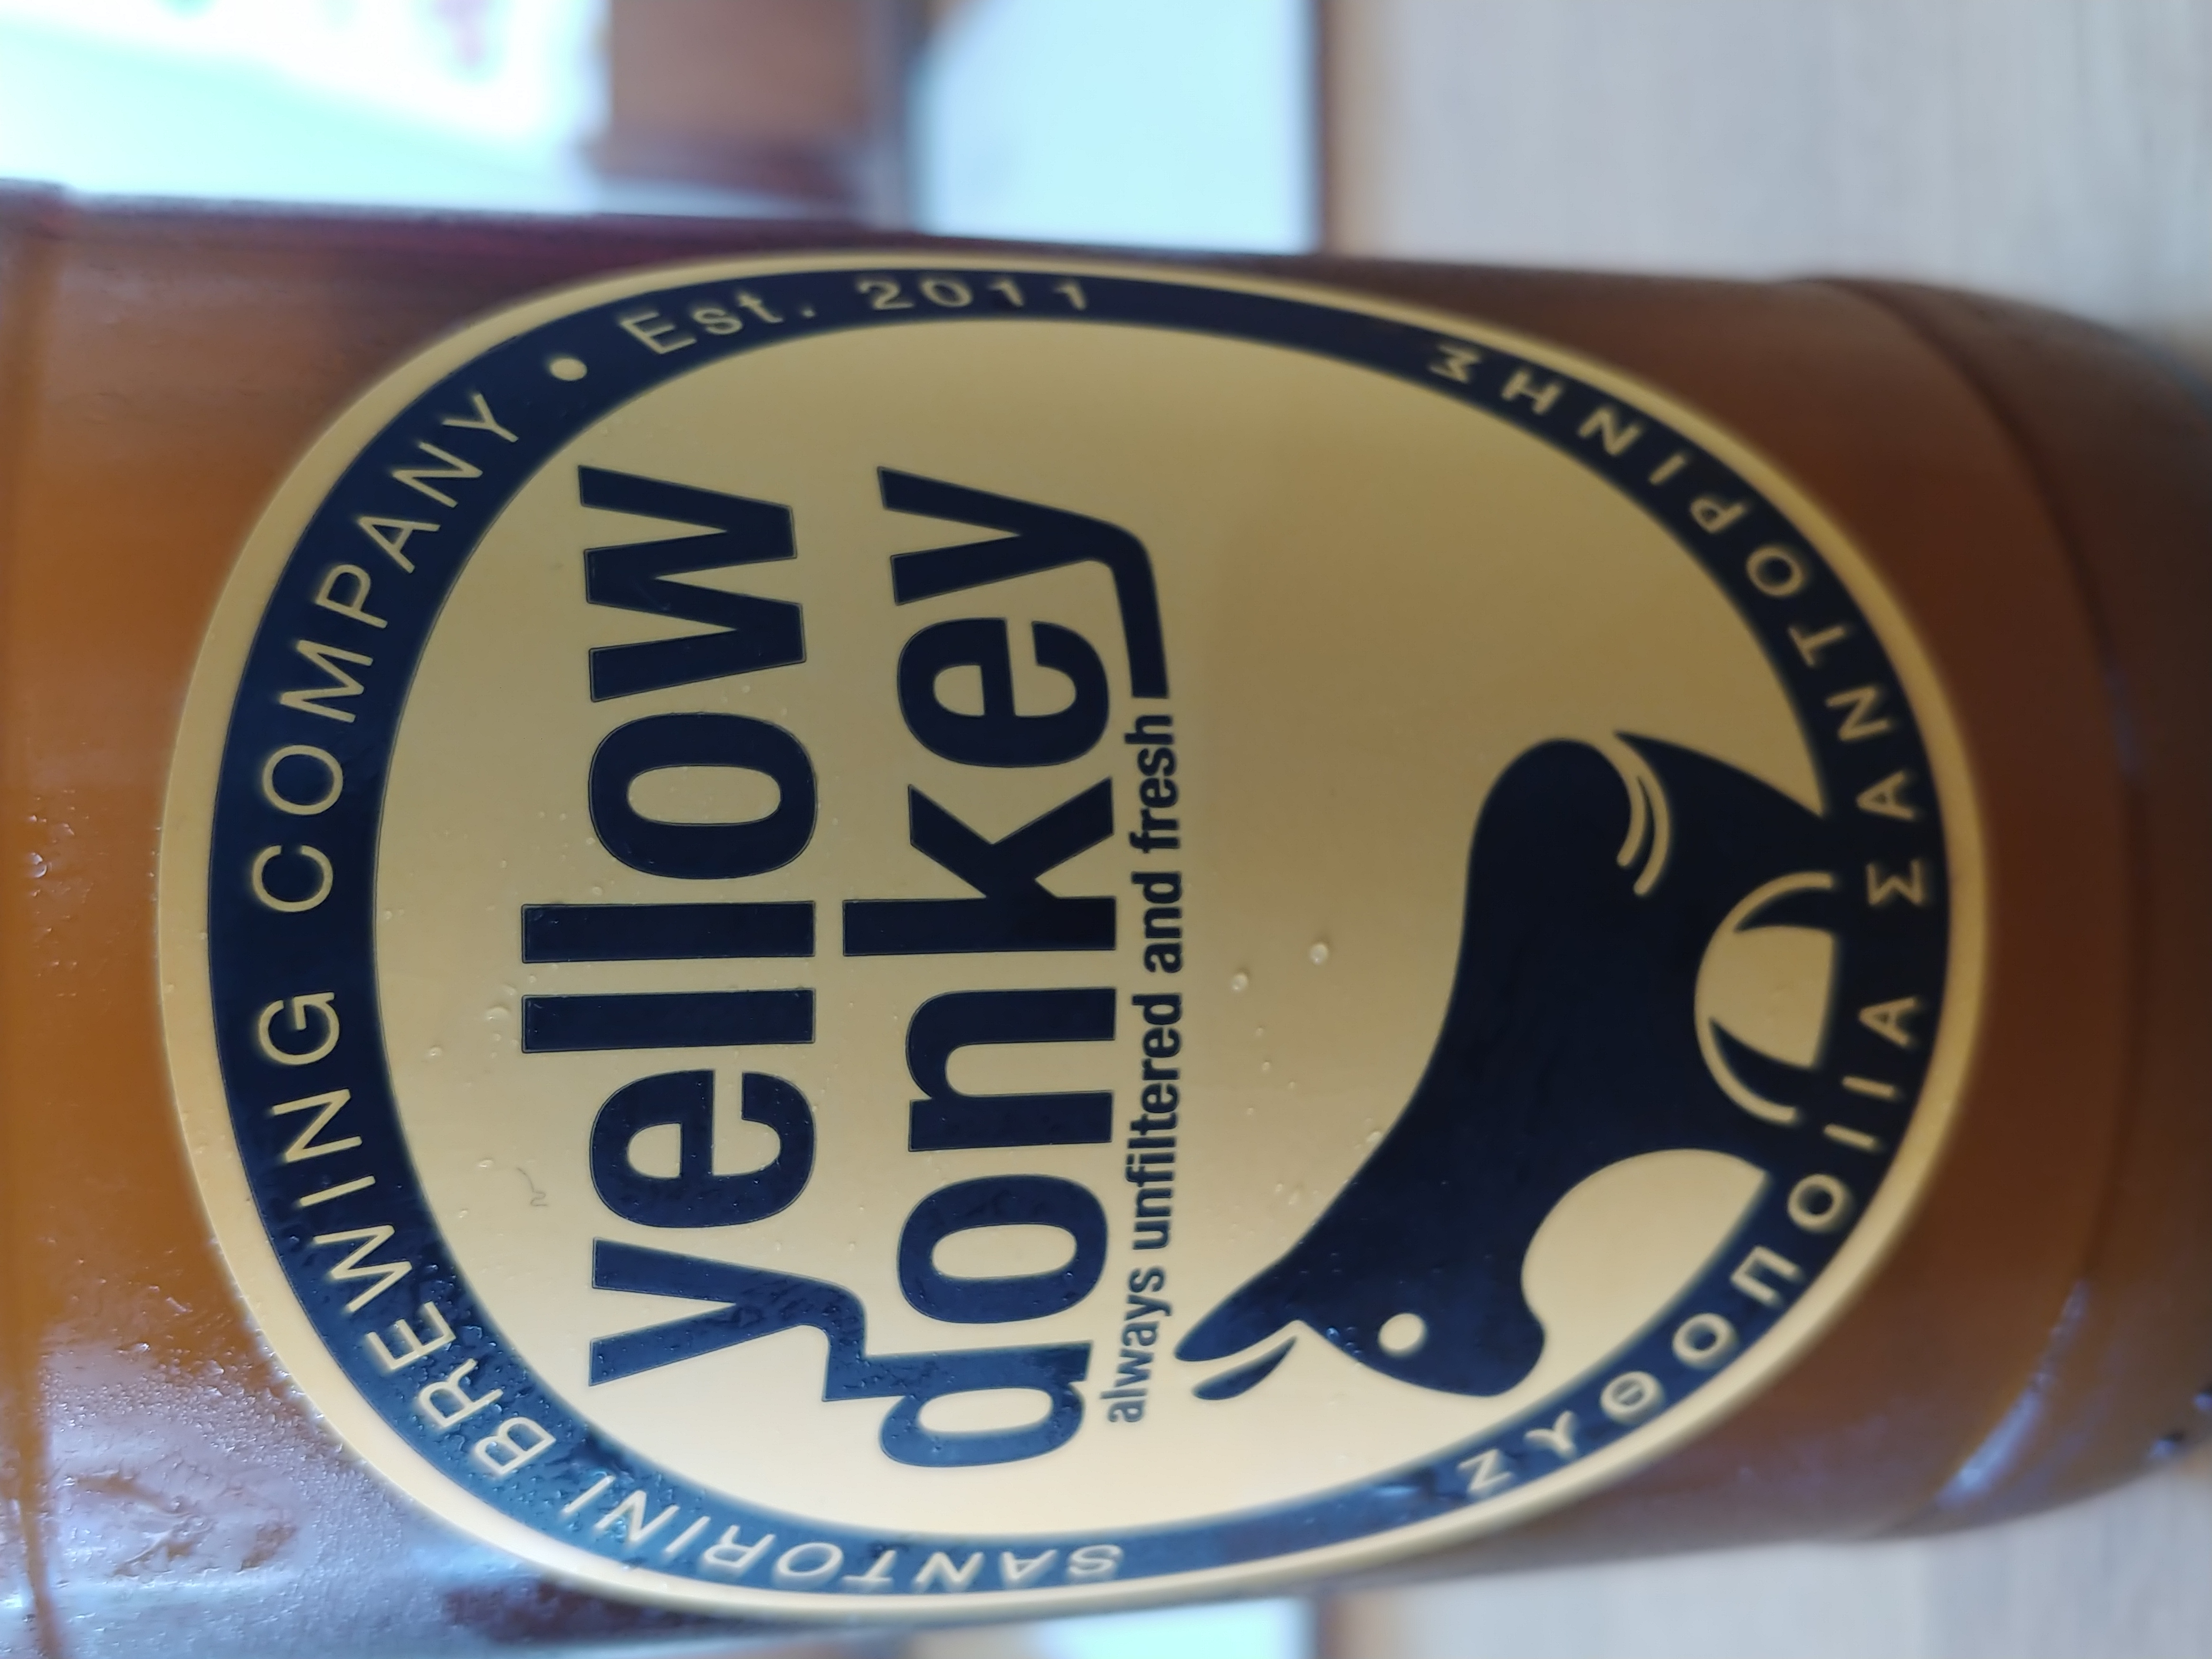 SANTORINI BREWING COMPANY • Est. 2011
yellow
donkey
always unfiltered and fresh
ΖΥΘΟΠΟΙΙΑ ΣΑΝΤΟΡΙΝΗΣ